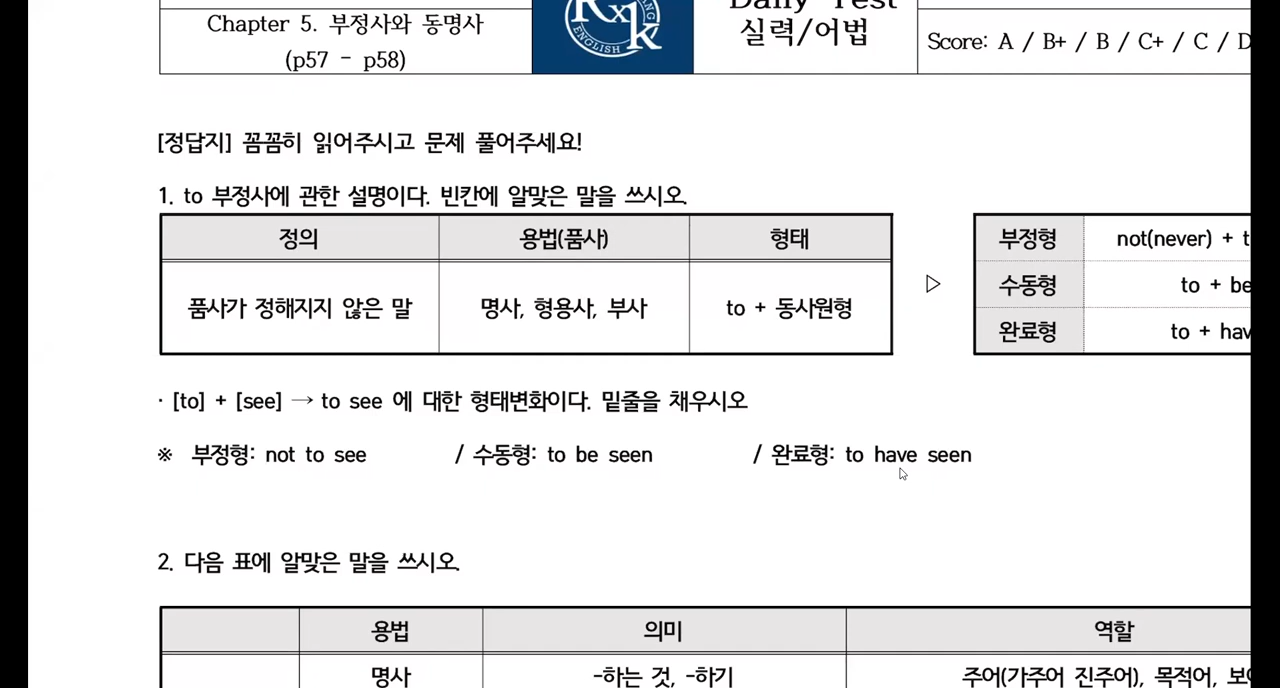 Daily Test
Chapter 5. 부정사와 동명사
(p57 - p58)
RxK
ENGLISH
실력/어법
Score: A / B+ / B / C+ / C / D
[정답지] 꼼꼼히 읽어주시고 문제 풀어주세요!
1. to 부정사에 관한 설명이다. 빈칸에 알맞은 말을 쓰시오.
정의 용법(품사) 형태
품사가 정해지지 않은 말 명사, 형용사, 부사 to + 동사원형
▷
부정형 not(never) + t
수동형 to + be
완료형 to + hav
· [to] + [see] → to see 에 대한 형태변화이다. 밑줄을 채우시오
※ 부정형: not to see / 수동형: to be seen / 완료형: to have seen
2. 다음 표에 알맞은 말을 쓰시오.
용법 의미 역할
명사 -하는 것, -하기 주어(가주어 진주어), 목적어, 보어